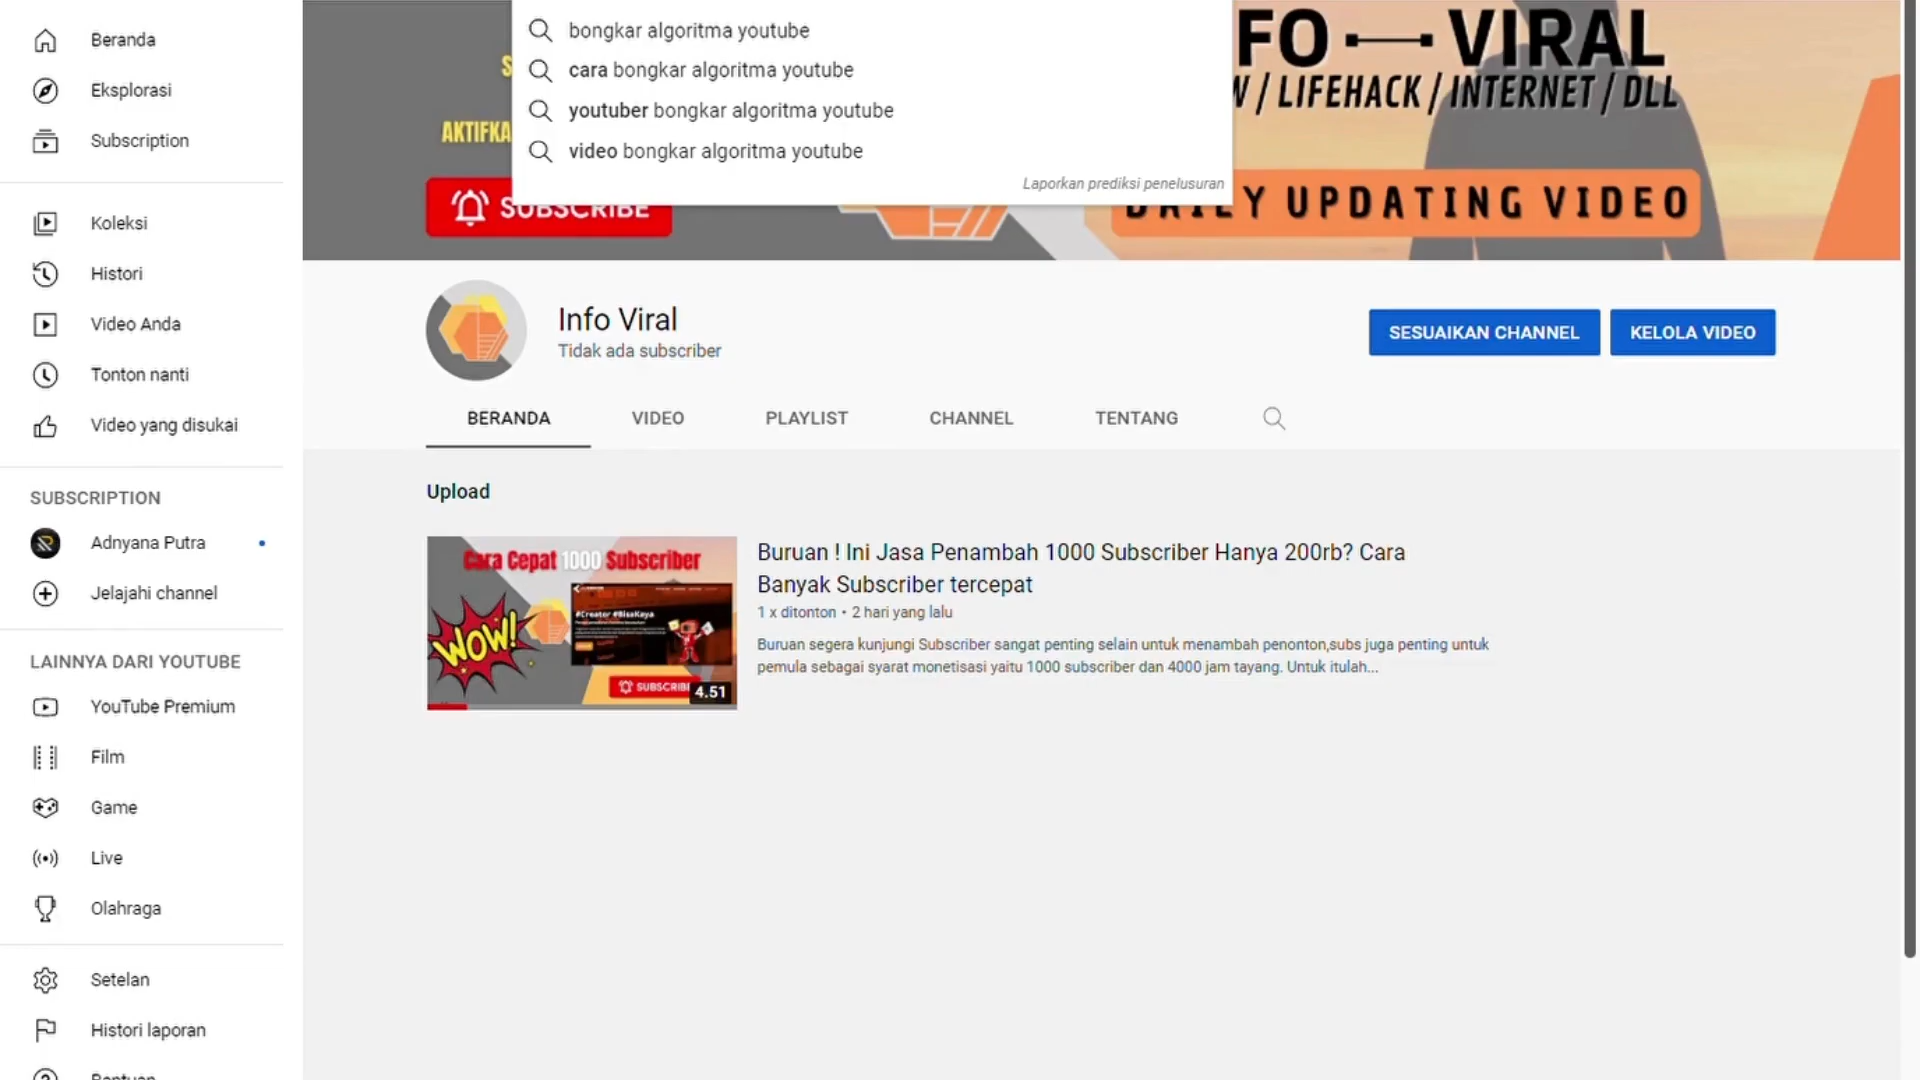 Beranda
Eksplorasi
Subscription
Koleksi
Histori
Video Anda
Tonton nanti
Video yang disukai
SUBSCRIPTION
Adnyana Putra
Jelajahi channel
LAINNYA DARI YOUTUBE
YouTube Premium
Film
Game
Live
Olahraga
Setelan
Histori laporan
bongkar algoritma youtube
cara bongkar algoritma youtube
youtuber bongkar algoritma youtube
video bongkar algoritma youtube
Laporkan prediksi penelusuran
SUBSCRIBE
FO VIRAL
/ LIFEHACK / INTERNET / DLL
DAILY UPDATING VIDEO
Info Viral
Tidak ada subscriber
SESUAIKAN CHANNEL
KELOLA VIDEO
BERANDA
VIDEO
PLAYLIST
CHANNEL
TENTANG
Upload
Cara Cepat 1000 Subscriber
#Creator #BisaKaya
WOW!
SUBSCRIBE
4.51
Buruan ! Ini Jasa Penambah 1000 Subscriber Hanya 200rb? Cara
Banyak Subscriber tercepat
1 x ditonton • 2 hari yang lalu
Buruan segera kunjungi Subscriber sangat penting selain untuk menambah penonton,subs juga penting untuk
pemula sebagai syarat monetisasi yaitu 1000 subscriber dan 4000 jam tayang. Untuk itulah...